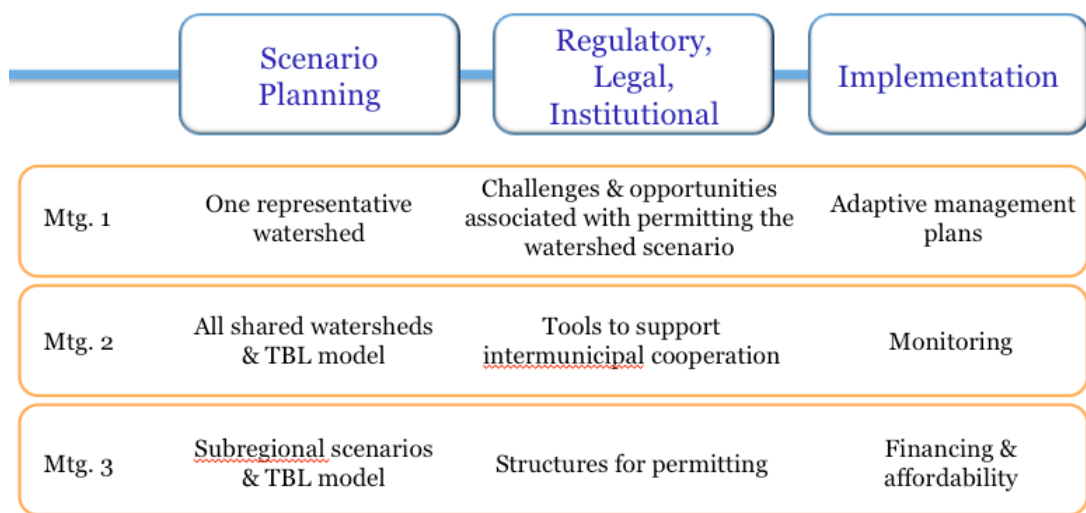 Scenario
Planning
Regulatory,
Legal,
Institutional
Implementation
Mtg. 1
One representative
watershed
Challenges & opportunities
associated with permitting the
watershed scenario
Adaptive management
plans
Mtg. 2
All shared watersheds
& TBL model
Tools to support
intermunicipal cooperation
Monitoring
Mtg. 3
Subregional scenarios
& TBL model
Structures for permitting
Financing &
affordability